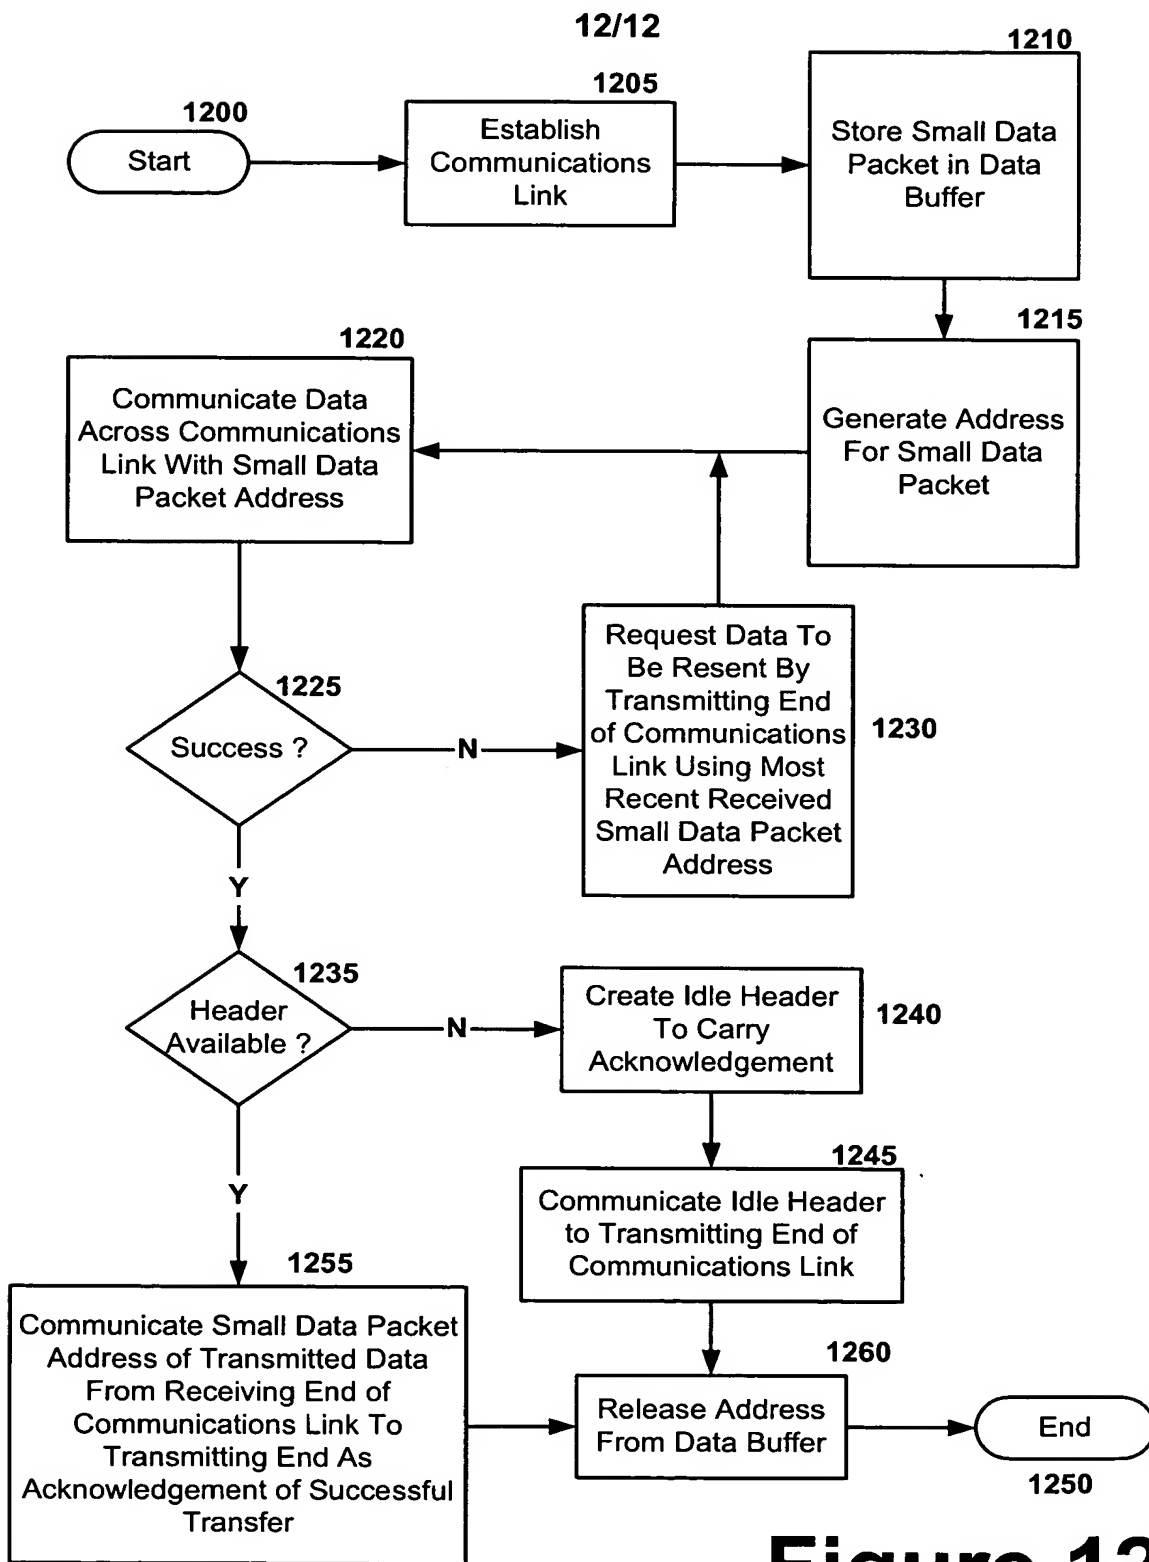 12/12
1200
Start
1205
Establish
Communications
Link
1210
Store Small Data
Packet in Data
Buffer
1215
Generate Address
For Small Data
Packet
1220
Communicate Data
Across Communications
Link With Small Data
Packet Address
1225
Success ?
N
1230
Request Data To
Be Resent By
Transmitting End
of Communications
Link Using Most
Recent Received
Small Data Packet
Address
Y
1235
Header
Available ?
N
1240
Create Idle Header
To Carry
Acknowledgement
1245
Communicate Idle Header
to Transmitting End of
Communications Link
Y
1255
Communicate Small Data Packet
Address of Transmitted Data
From Receiving End of
Communications Link To
Transmitting End As
Acknowledgement of Successful
Transfer
1260
Release Address
From Data Buffer
End
1250
Figure 12